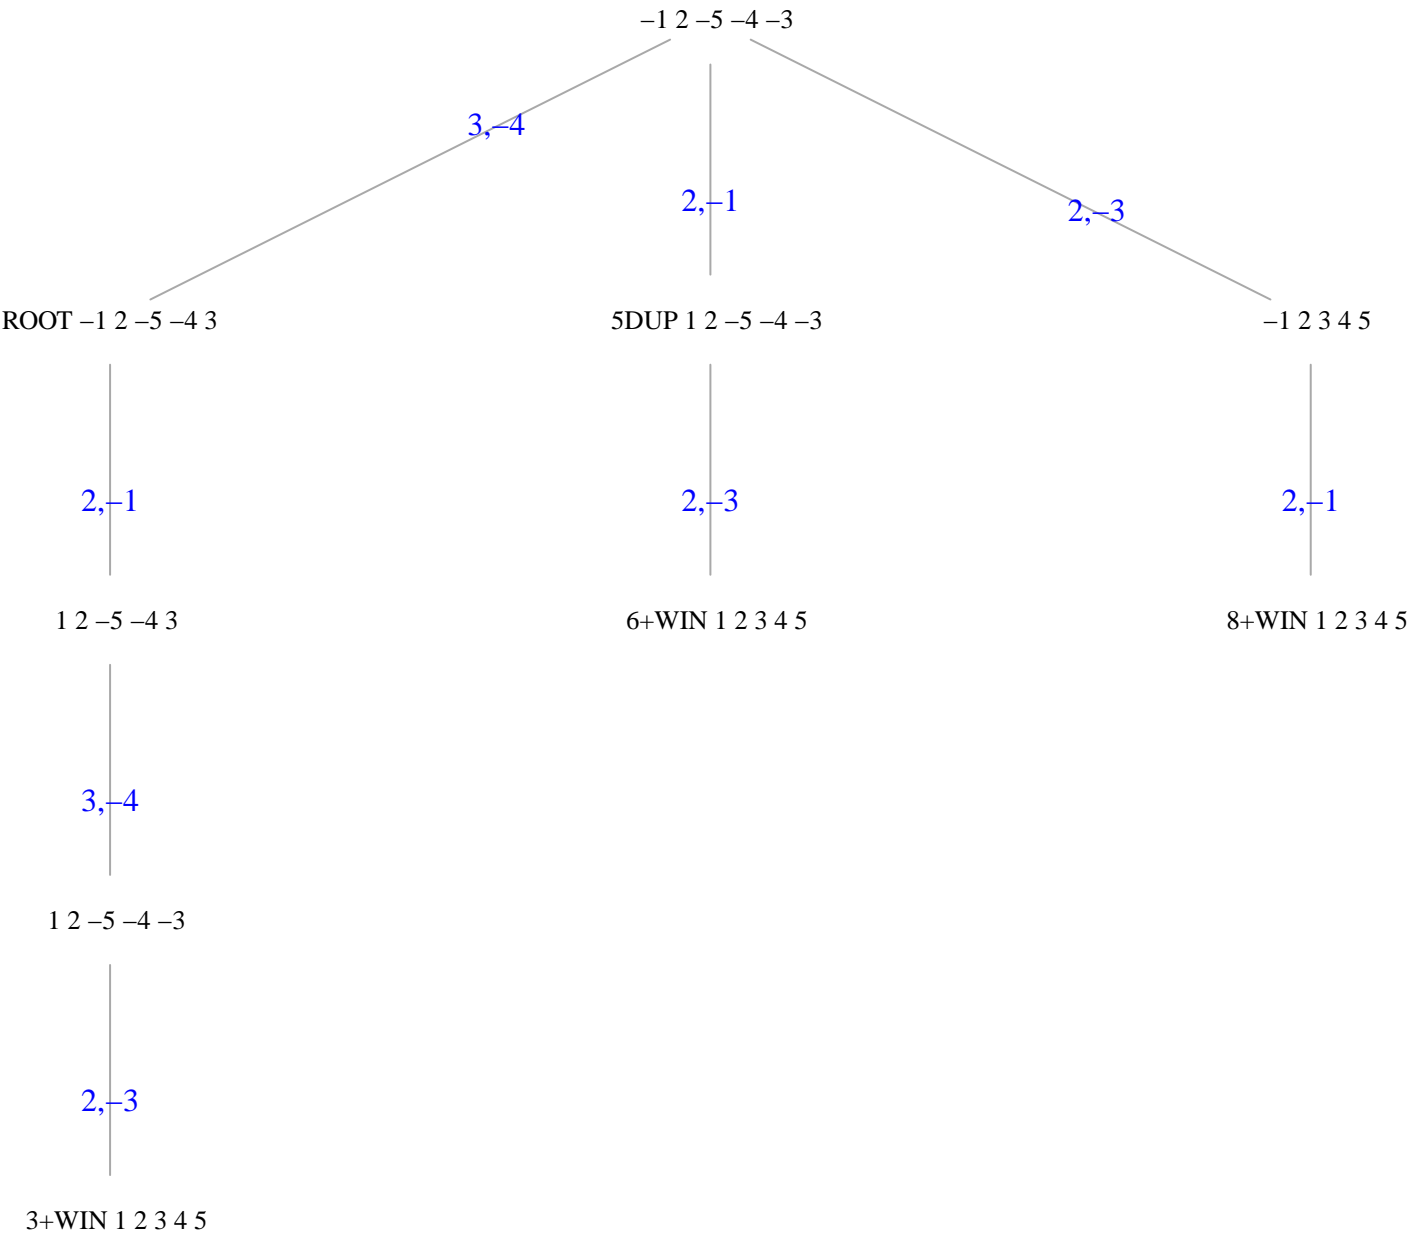 –1 2 –5 –4 –3
3,–4
2,–1
2,–3
ROOT –1 2 –5 –4 3
5DUP 1 2 –5 –4 –3
–1 2 3 4 5
2,–1
2,–3
2,–1
1 2 –5 –4 3
6+WIN 1 2 3 4 5
8+WIN 1 2 3 4 5
3,–4
1 2 –5 –4 –3
2,–3
3+WIN 1 2 3 4 5